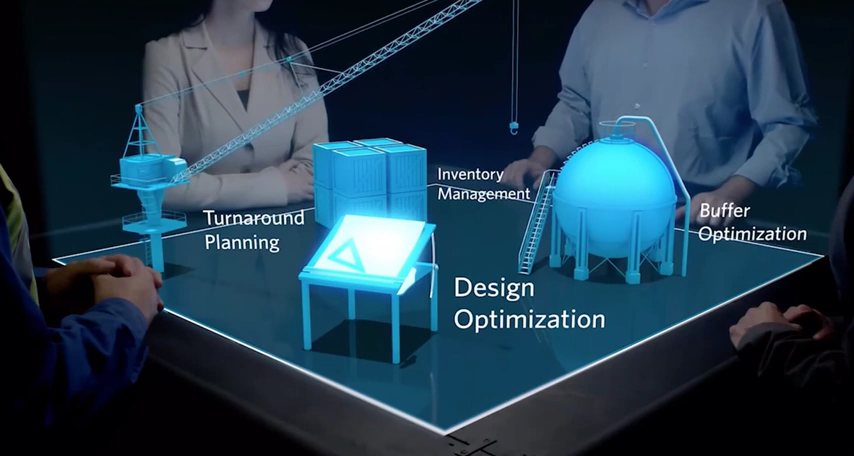 Inventory
Management
Turnaround
Planning
Buffer
Optimization
Design
Optimization